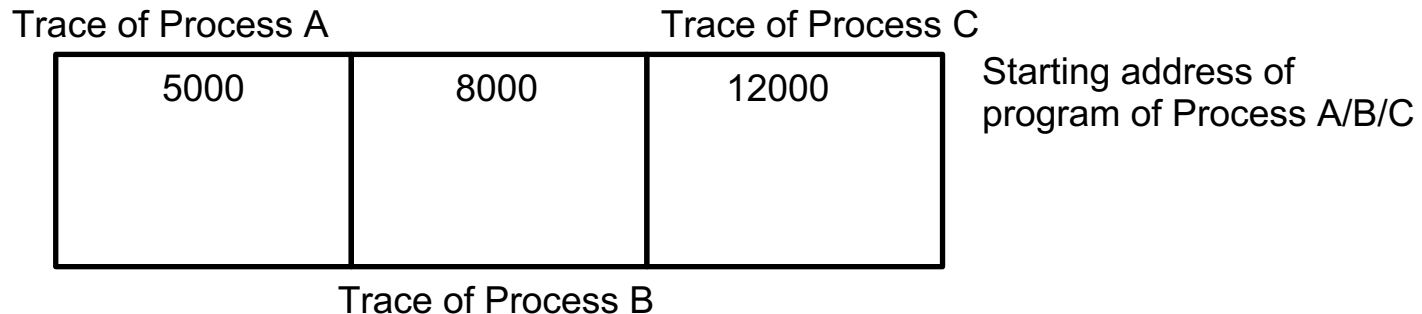 Trace of Process A
Trace of Process C
5000
8000
12000
Starting address of
program of Process A/B/C
Trace of Process B